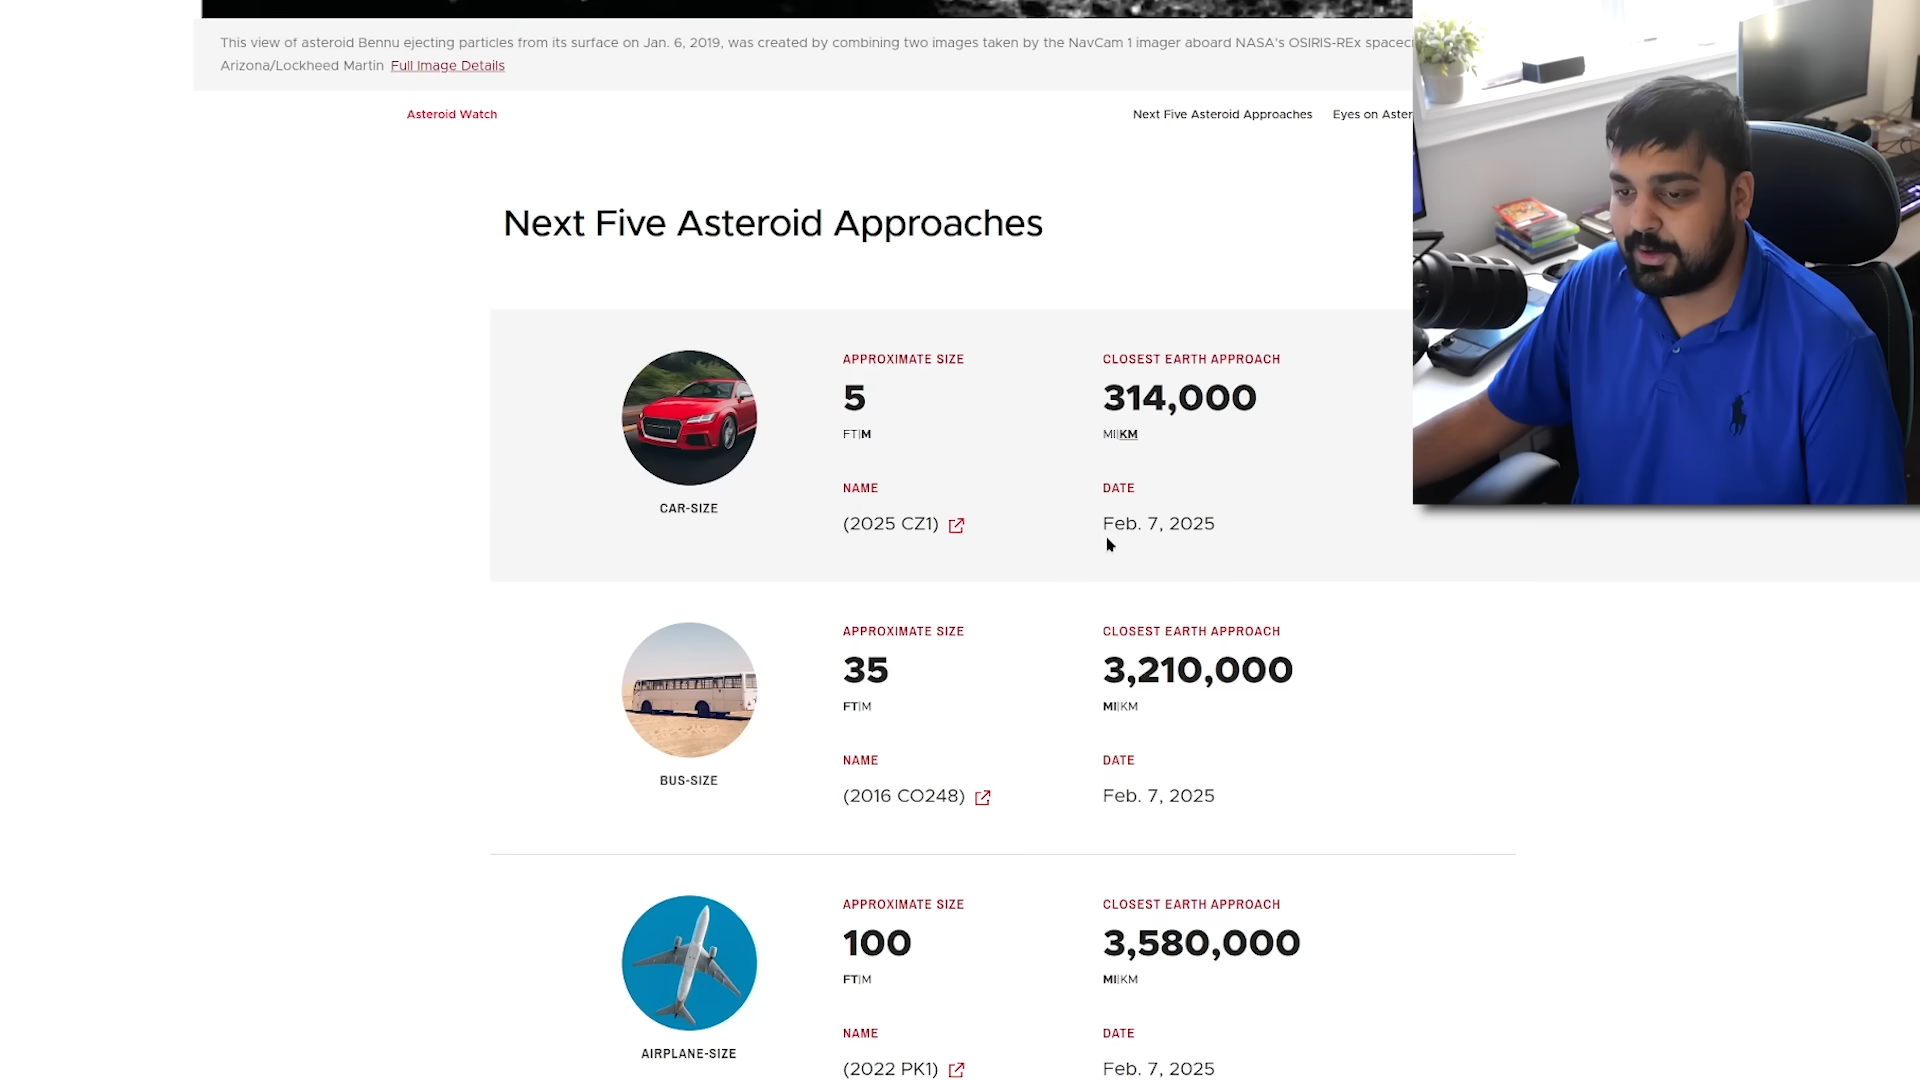 This view of asteroid Bennu ejecting particles from its surface on Jan. 6, 2019, was created by combining two images taken by the NavCam 1 imager aboard NASA's OSIRIS-REx
Arizona/Lockheed Martin Full Image Details
Asteroid Watch
Next Five Asteroid Approaches
Eyes on
Next Five Asteroid Approaches
APPROXIMATE SIZE
CLOSEST EARTH APPROACH
5
314,000
FT|M
MI|KM
NAME
DATE
CAR-SIZE
(2025 CZ1)
Feb. 7, 2025
APPROXIMATE SIZE
CLOSEST EARTH APPROACH
35
3,210,000
FT|M
MI|KM
NAME
DATE
BUS-SIZE
(2016 CO248)
Feb. 7, 2025
APPROXIMATE SIZE
CLOSEST EARTH APPROACH
100
3,580,000
FT|M
MI|KM
NAME
DATE
AIRPLANE-SIZE
(2022 PK1)
Feb. 7, 2025